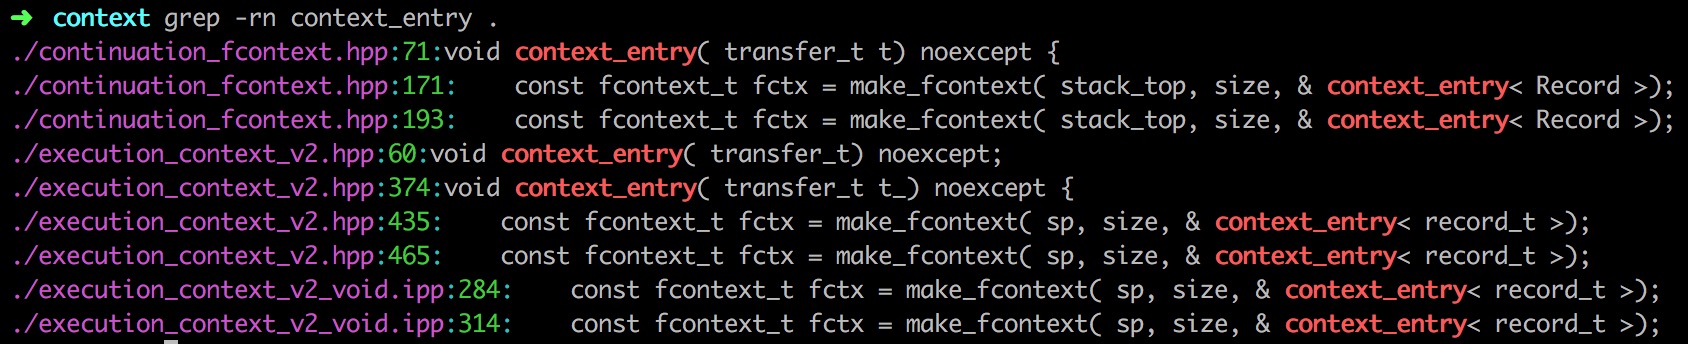 ➜  context grep -rn context_entry .
./continuation_fcontext.hpp:71:void context_entry( transfer_t t) noexcept {
./continuation_fcontext.hpp:171:    const fcontext_t fctx = make_fcontext( stack_top, size, & context_entry< Record >);
./continuation_fcontext.hpp:193:    const fcontext_t fctx = make_fcontext( stack_top, size, & context_entry< Record >);
./execution_context_v2.hpp:60:void context_entry( transfer_t) noexcept;
./execution_context_v2.hpp:374:void context_entry( transfer_t t_) noexcept {
./execution_context_v2.hpp:435:    const fcontext_t fctx = make_fcontext( sp, size, & context_entry< record_t >);
./execution_context_v2.hpp:465:    const fcontext_t fctx = make_fcontext( sp, size, & context_entry< record_t >);
./execution_context_v2_void.ipp:284:    const fcontext_t fctx = make_fcontext( sp, size, & context_entry< record_t >);
./execution_context_v2_void.ipp:314:    const fcontext_t fctx = make_fcontext( sp, size, & context_entry< record_t >);